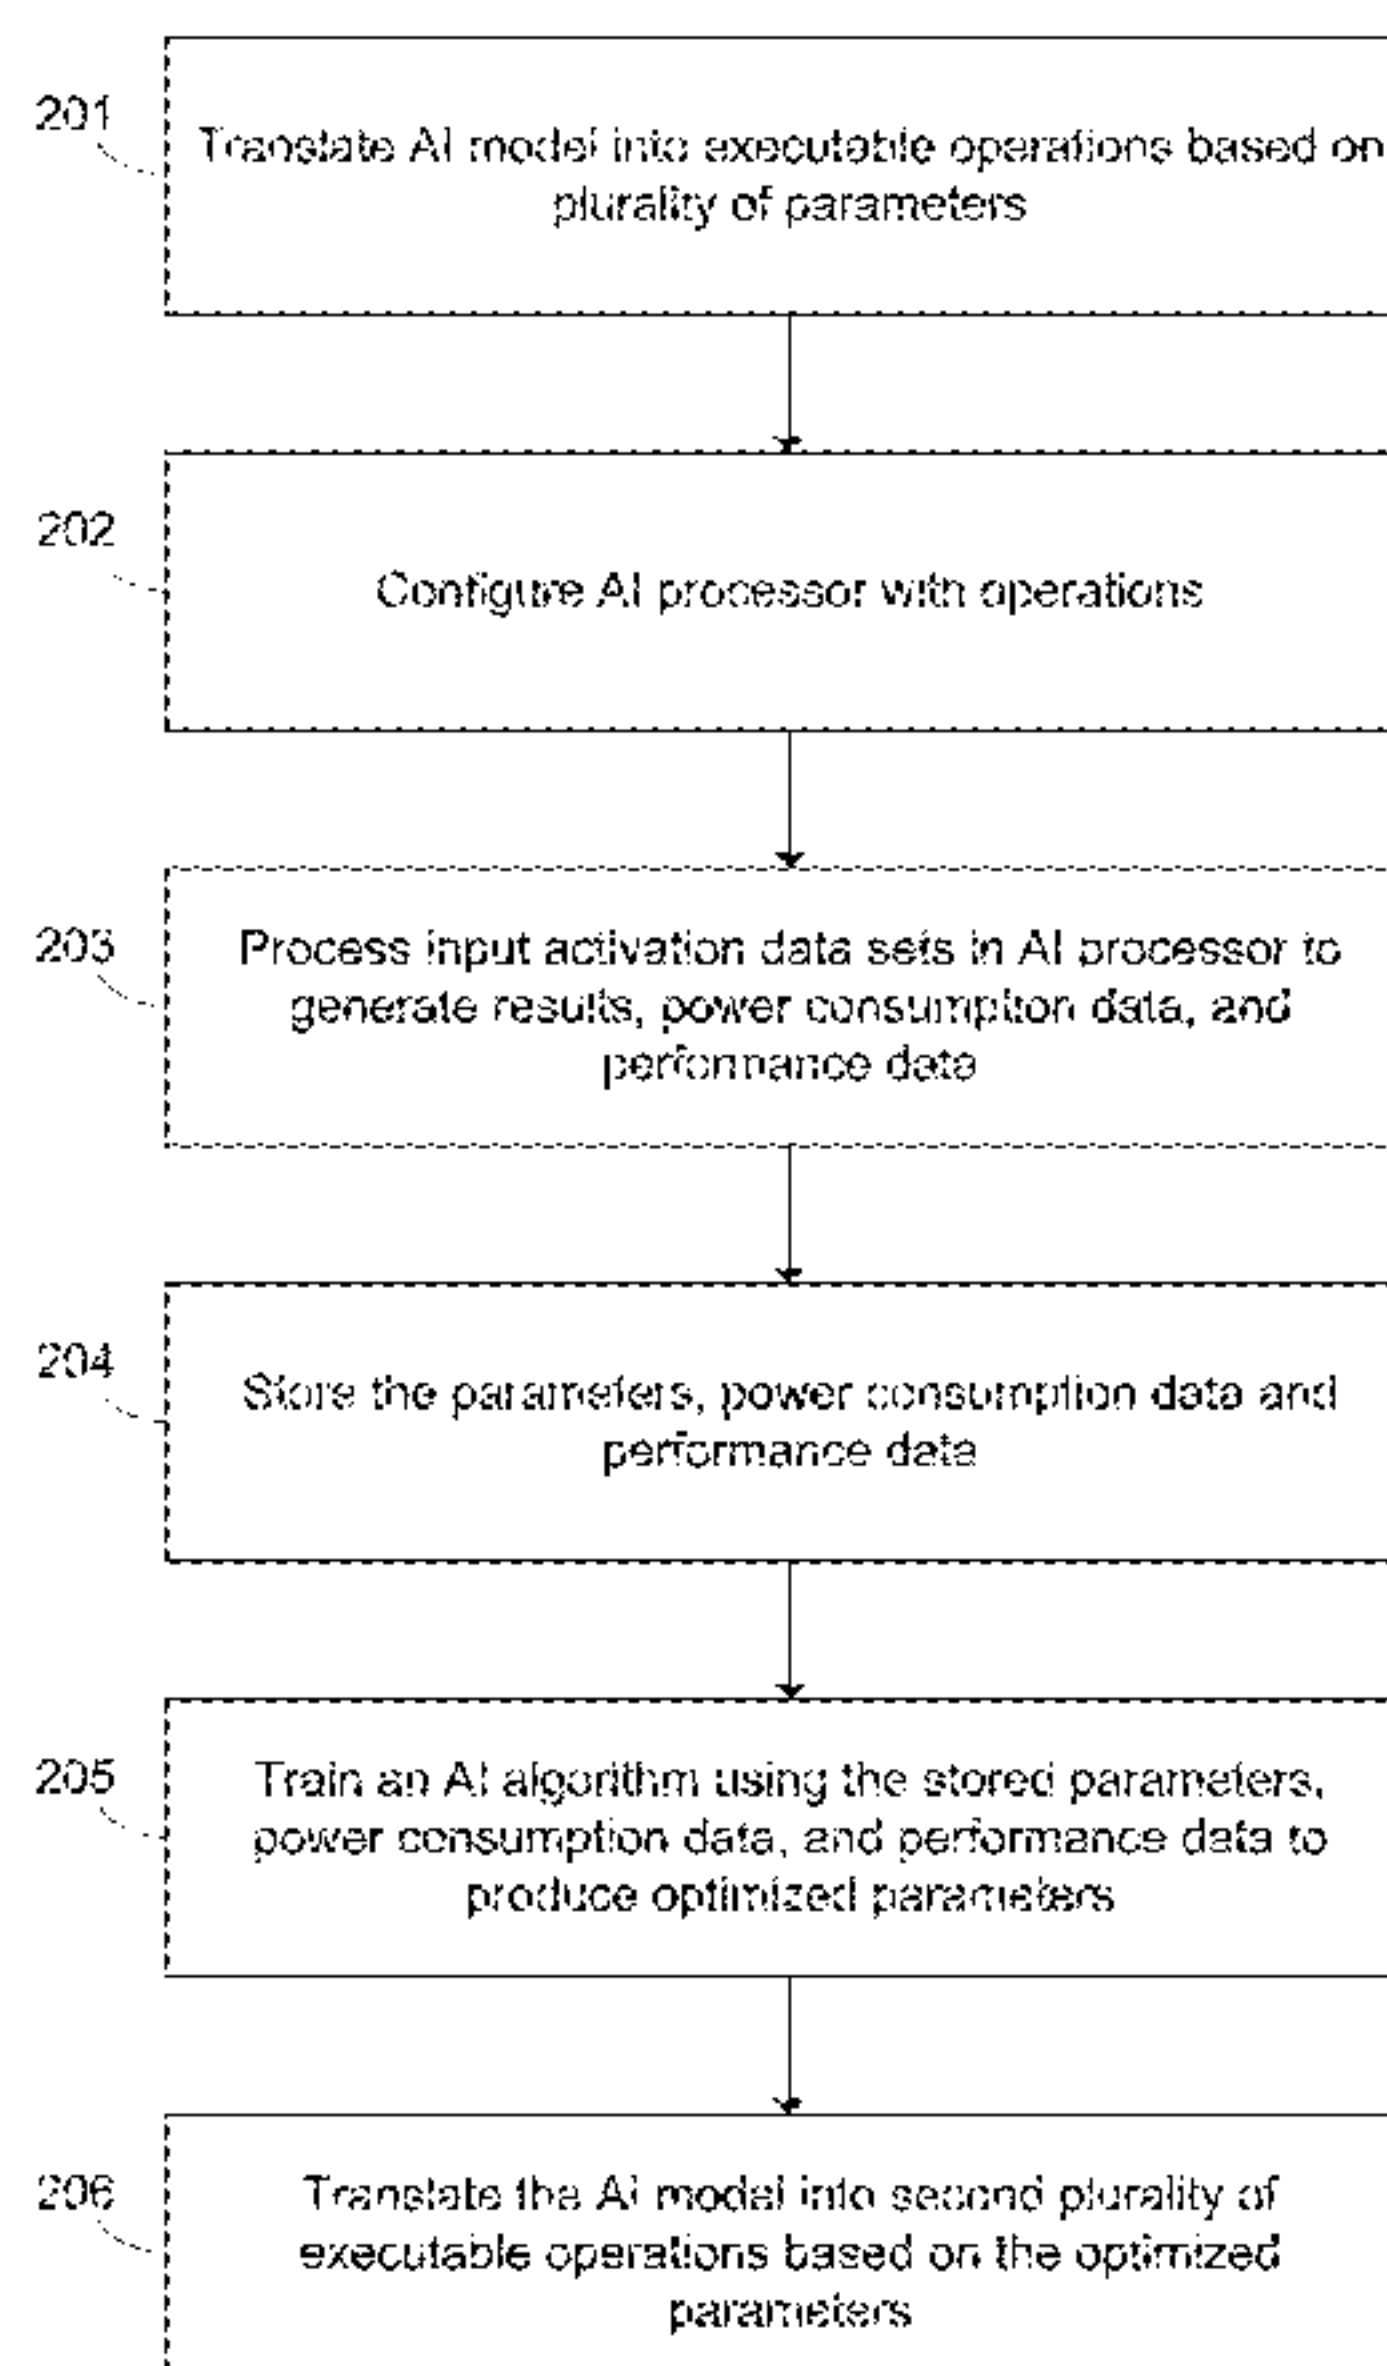 201
Translate AI model into executable operations based on
plurality of parameters
202
Configure AI processor with operations
203
Process input activation data sets in AI processor to
generate results, power consumption data, and
performance data
204
Store the parameters, power consumption data and
performance data
205
Train an AI algorithm using the stored parameters,
power consumption data, and performance data to
produce optimized parameters
206
Translate the AI model into second plurality of
executable operations based on the optimized
parameters